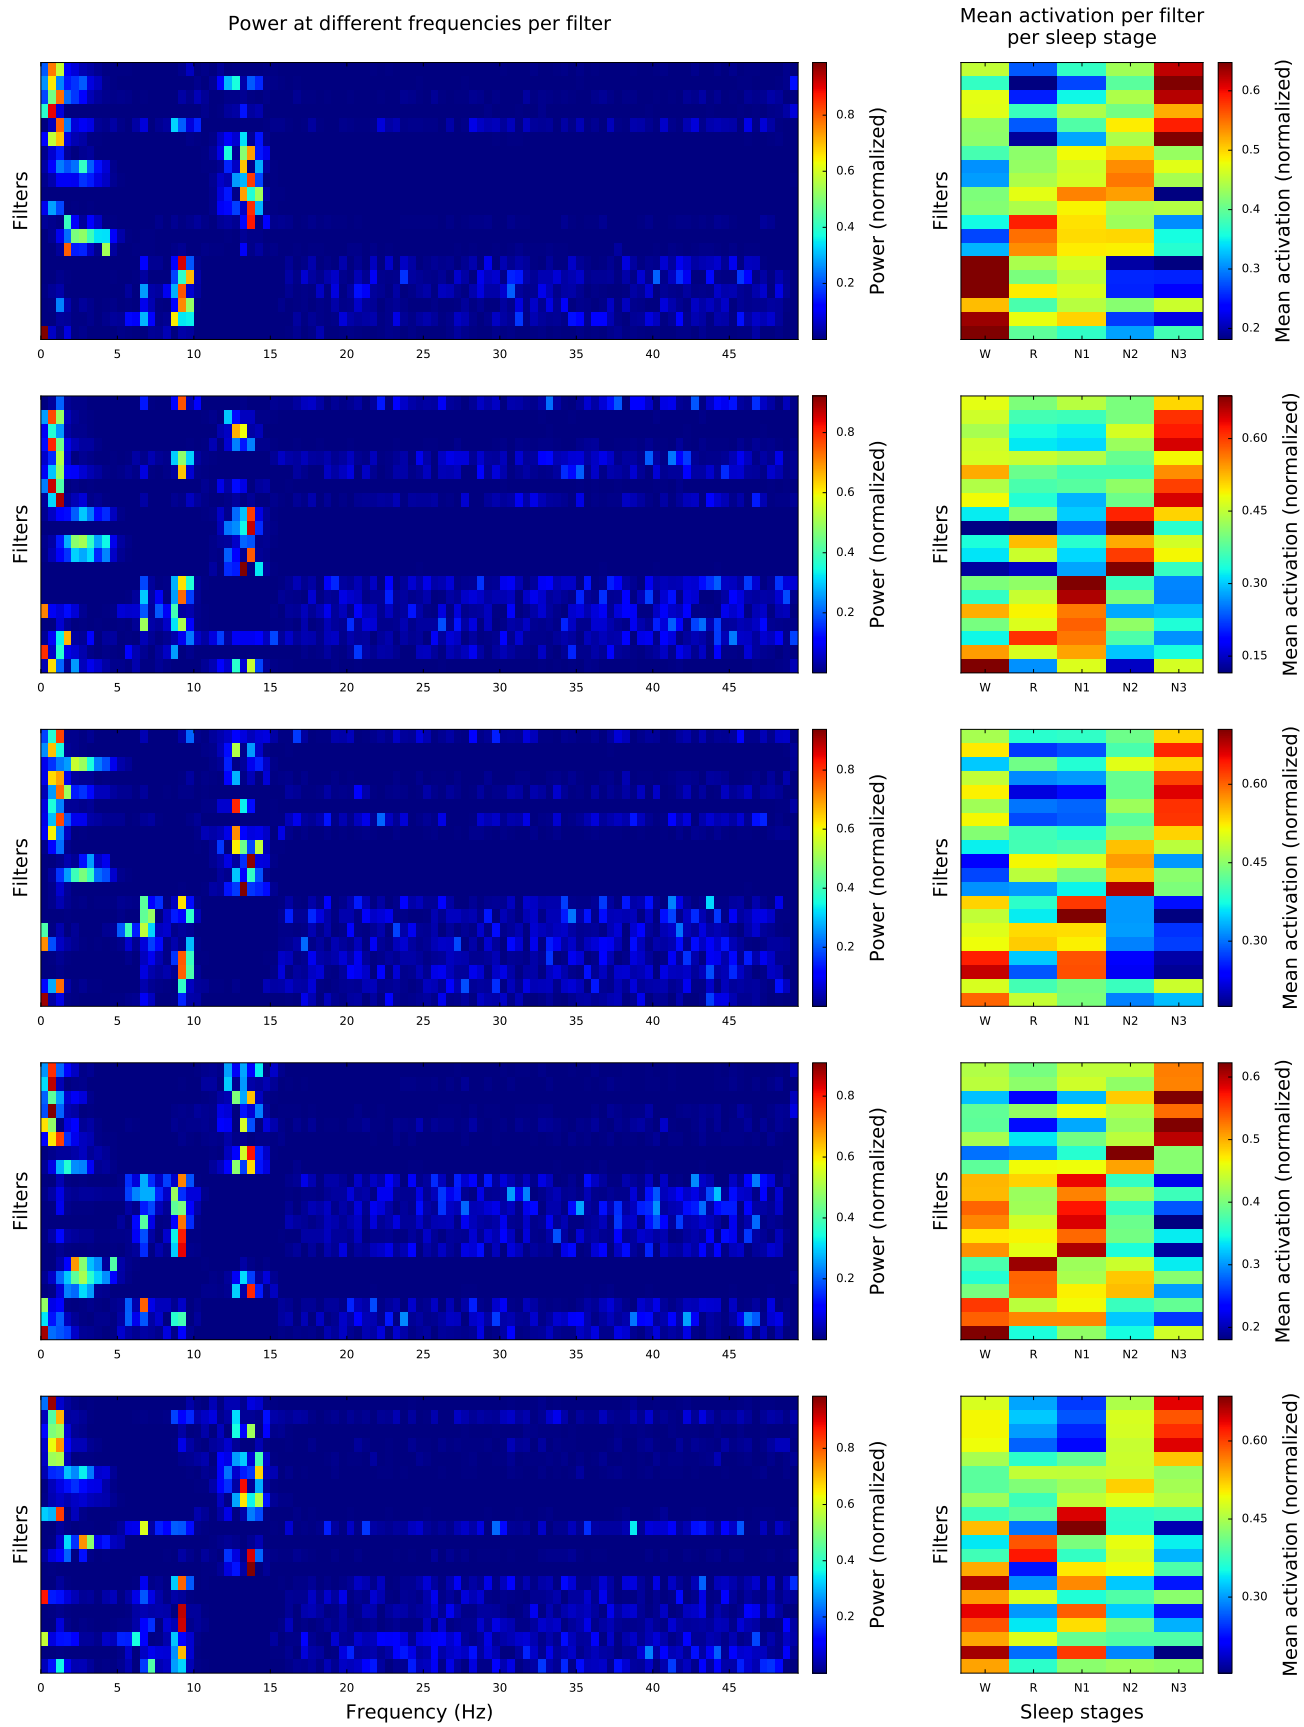 Power at different frequencies per filter
Mean activation per filter
per sleep stage
Filters
0 5 10 15 20 25 30 35 40 45
0.8
0.6
0.4
0.2
Power (normalized)
Filters
W R N1 N2 N3
0.6
0.5
0.4
0.3
0.2
Mean activation (normalized)
Filters
0 5 10 15 20 25 30 35 40 45
0.8
0.6
0.4
0.2
Power (normalized)
Filters
W R N1 N2 N3
0.60
0.45
0.30
0.15
Mean activation (normalized)
Filters
0 5 10 15 20 25 30 35 40 45
0.8
0.6
0.4
0.2
Power (normalized)
Filters
W R N1 N2 N3
0.60
0.45
0.30
Mean activation (normalized)
Filters
0 5 10 15 20 25 30 35 40 45
0.8
0.6
0.4
0.2
Power (normalized)
Filters
W R N1 N2 N3
0.6
0.5
0.4
0.3
0.2
Mean activation (normalized)
Filters
0 5 10 15 20 25 30 35 40 45
Frequency (Hz)
0.8
0.6
0.4
0.2
Power (normalized)
Filters
W R N1 N2 N3
Sleep stages
0.60
0.45
0.30
Mean activation (normalized)